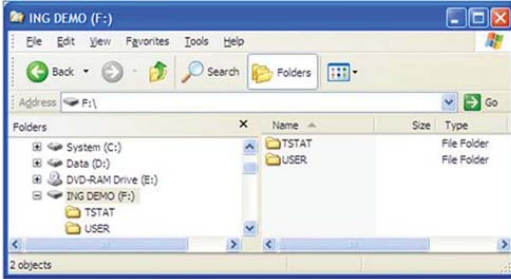 ING DEMO (F:)
File Edit View Favorites Tools Help
Back Search Folders
Address F:\ Go
Folders × Name Size Type
System (C:) TSTAT File Folder
Data (D:) USER File Folder
DVD-RAM Drive (E:)
ING DEMO (F:)
TSTAT
USER
2 objects